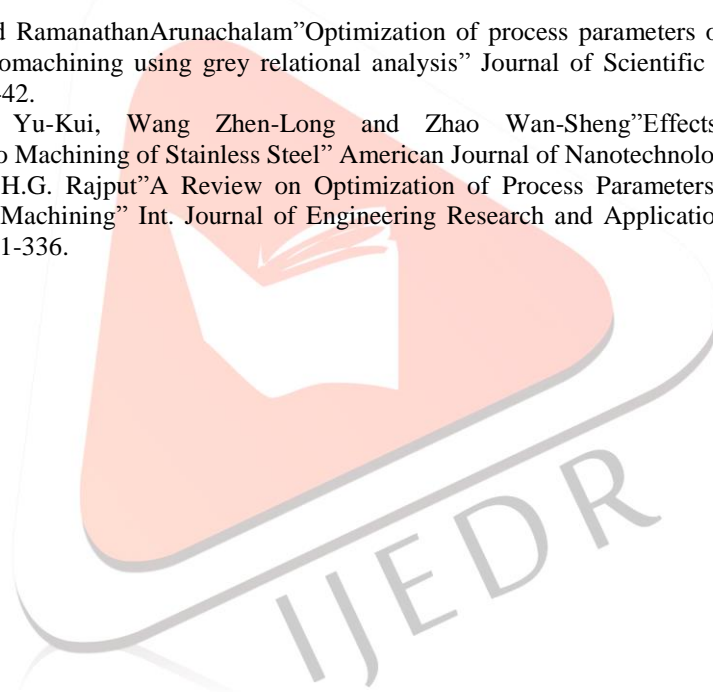 RamanathanArunachalam”Optimization of process parameters
omachining using grey relational analysis” Journal of Scientific
-42.
Yu-Kui, Wang Zhen-Long and Zhao Wan-Sheng”Effects
Machining of Stainless Steel” American Journal of
H.G. Rajput”A Review on Optimization of Process Parameters
Machining” Int. Journal of Engineering Research and
1-336.
IJEDR